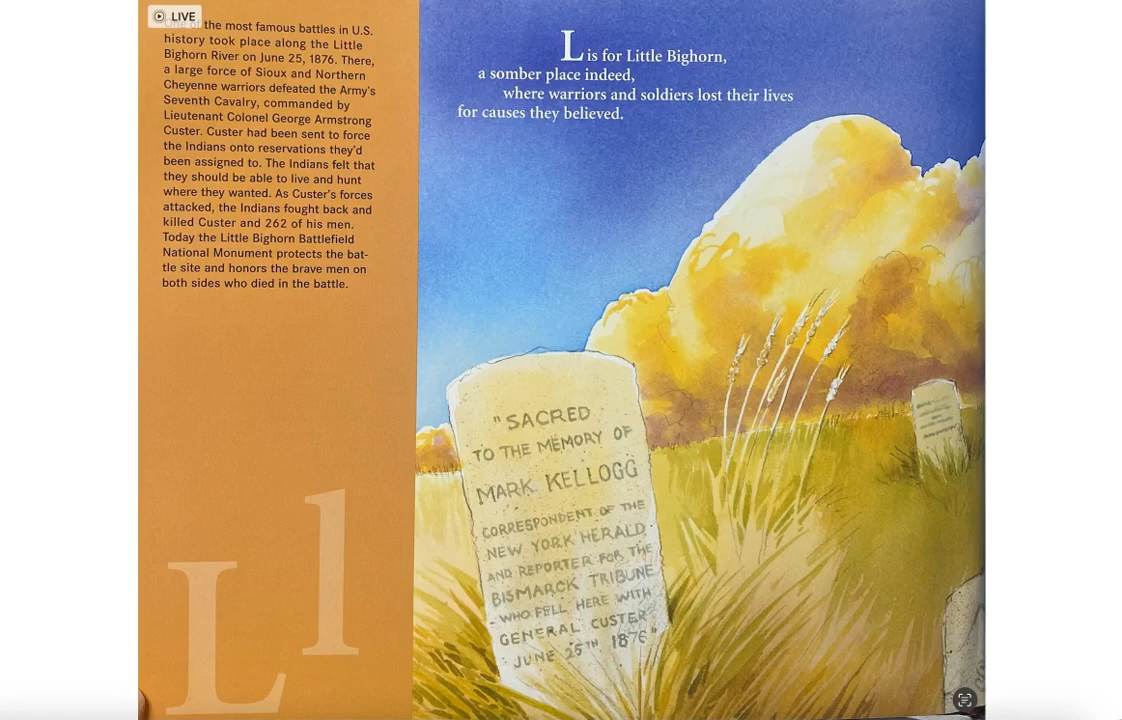 LIVE
One of the most famous battles in U.S.
history took place along the Little
Bighorn River on June 25, 1876. There,
a large force of Sioux and Northern
Cheyenne warriors defeated the Army's
Seventh Cavalry, commanded by
Lieutenant Colonel George Armstrong
Custer. Custer had been sent to force
the Indians onto reservations they'd
been assigned to. The Indians felt that
they should be able to live and hunt
where they wanted. As Custer's forces
attacked, the Indians fought back and
killed Custer and 262 of his men.
Today the Little Bighorn Battlefield
National Monument protects the bat-
tle site and honors the brave men on
both sides who died in the battle.
L l
L is for Little Bighorn,
a somber place indeed,
where warriors and soldiers lost their lives
for causes they believed.
"SACRED
TO THE MEMORY OF
MARK KELLOGG
CORRESPONDENT OF THE
NEW YORK HERALD
AND REPORTER FOR THE
BISMARCK TRIBUNE
WHO FELL HERE WITH
GENERAL CUSTER
JUNE 25TH 1876"